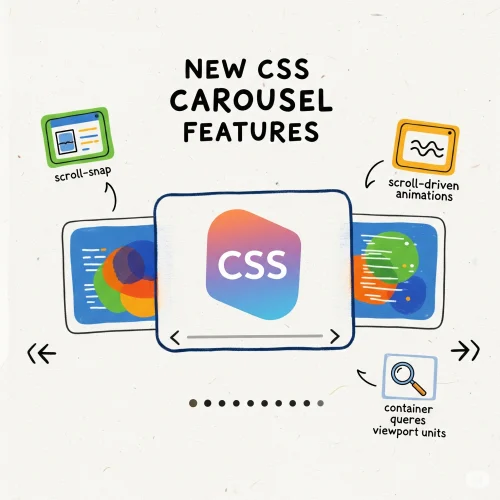 NEW CSS
CAROUSEL
FEATURES
scroll-snap
scroll-driven
animations
CSS
container
queres
viewport units